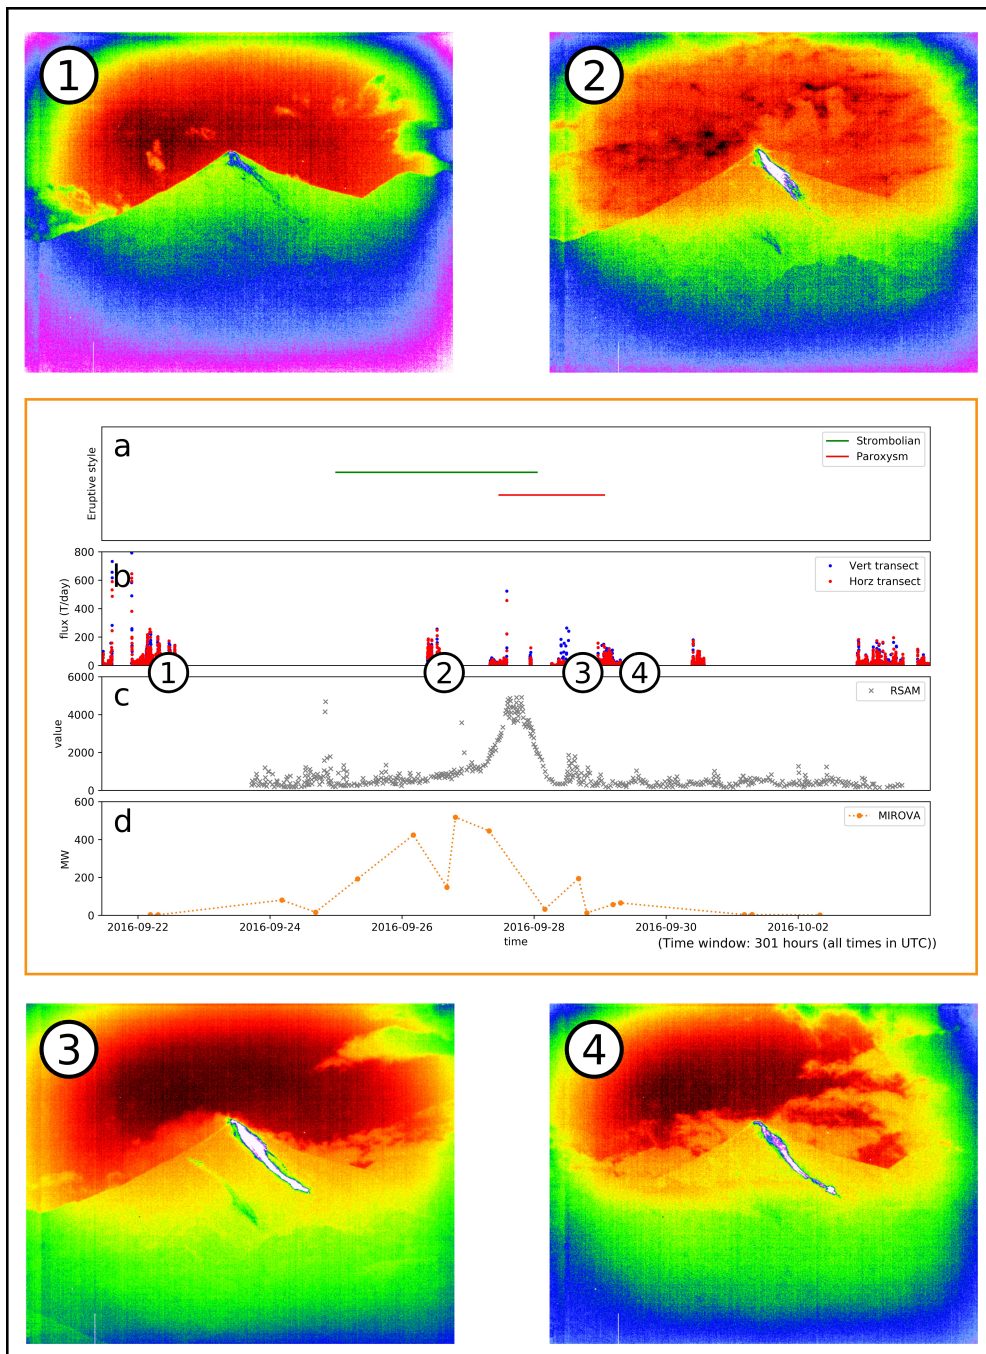 1
2
a
Eruptive style
Strombolian
Paroxysm
b
flux (T/day)
800
600
400
200
0
Vert transect
Horz transect
1
2
3
4
c
value
6000
4000
2000
0
RSAM
d
MW
600
400
200
0
MIROVA
2016-09-22 2016-09-24 2016-09-26 2016-09-28 2016-09-30 2016-10-02
time
(Time window: 301 hours (all times in UTC))
3
4